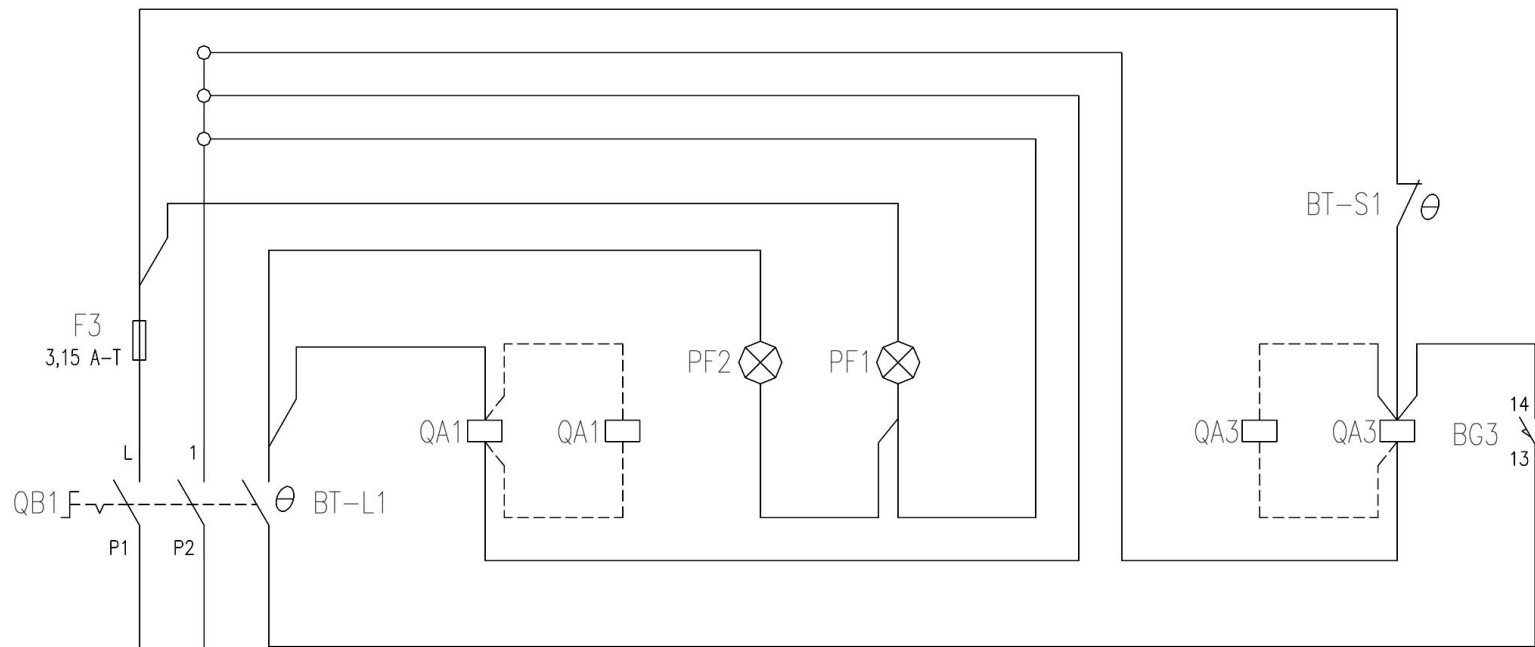 BT-S1
F3
3,15 A-T
PF2
PF1
QA1
QA1
QA3
QA3
BG3
14
13
L
1
QB1
BT-L1
P1
P2